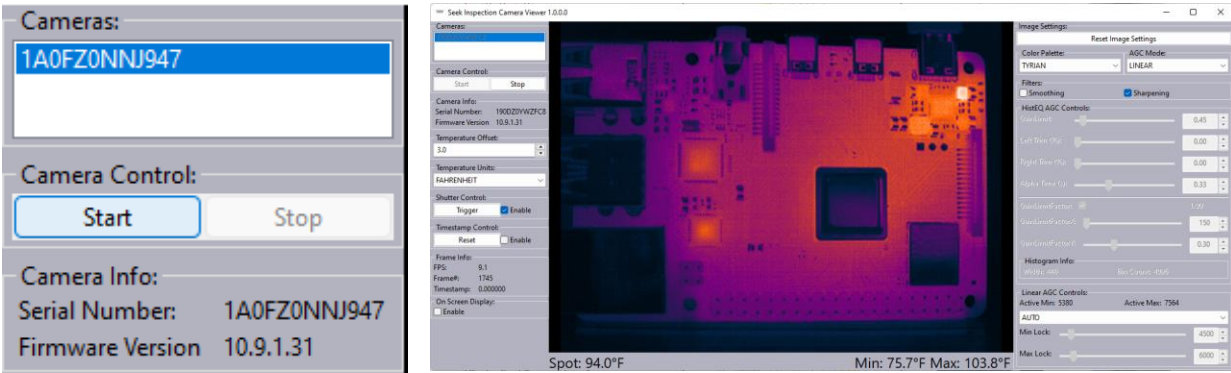 Cameras:
1A0FZ0NNJ947
Camera Control:
Start Stop
Camera Info:
Serial Number: 1A0FZ0NNJ947
Firmware Version 10.9.1.31
Seek Inspection Camera Viewer 1.0.0.0
Cameras:
Camera Control:
Start Stop
Camera Info:
Serial Number: 190DZ0YWZFC8
Firmware Version 10.9.1.31
Temperature Offset:
3.0
Temperature Units:
FAHRENHEIT
Shutter Control:
Trigger Enable
Timestamp Control:
Reset Enable
Frame Info:
FPS: 9.1
Frame#: 1745
Timestamp: 0.000000
On Screen Display:
Enable
Spot: 94.0°F
Min: 75.7°F Max: 103.8°F
Image Settings:
Reset Image Settings
Color Palette: AGC Mode:
TYRIAN LINEAR
Filters:
Smoothing Sharpening
HistEQ AGC Controls:
0.45
Left Trim (%): 0.00
Right Trim (%): 0.00
Alpha Time (s): 0.33
150
0.30
Histogram Info:
Linear AGC Controls:
Active Min: 5380 Active Max: 7564
AUTO
Min Lock: 4500
Max Lock: 6000